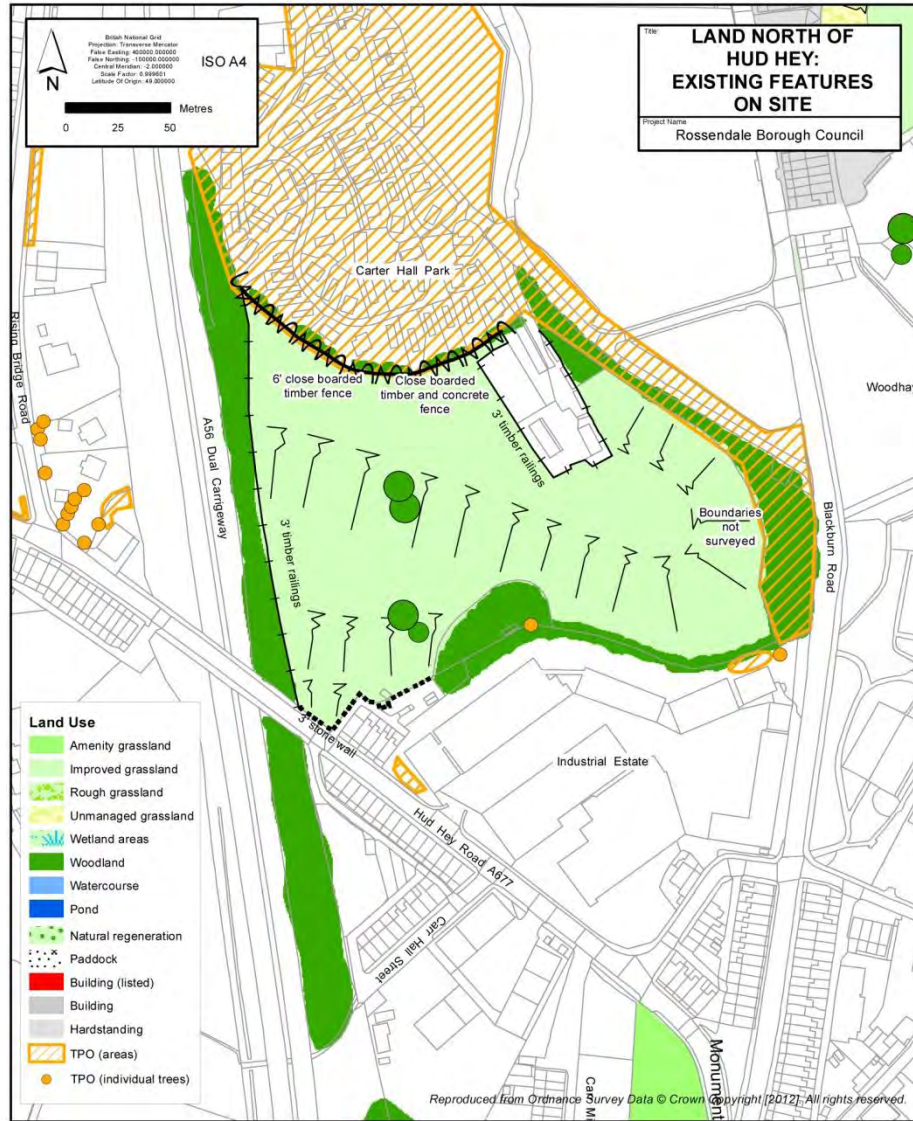 British National Grid
Projection: Transverse Mercator
False Easting: 400000.000000
False Northing: -100000.000000
Central Meridian: -2.000000
Scale Factor: 0.999601
Latitude Of Origin: 49.000000
ISO A4
N
Metres
0 25 50
Title:
LAND NORTH OF
HUD HEY:
EXISTING FEATURES
ON SITE
Project Name
Rossendale Borough Council
Carter Hall Park
Rising Bridge Road
A56 Dual Carrigeway
6' close boarded
timber fence
Close boarded
timber and concrete
fence
3' timber railings
3' timber railings
Woodha
Boundaries
not
surveyed
Blackburn Road
3' stone wall
Industrial Estate
Hud Hey Road A677
Carr Hall Street
Monument
Land Use
Amenity grassland
Improved grassland
Rough grassland
Unmanaged grassland
Wetland areas
Woodland
Watercourse
Pond
Natural regeneration
Paddock
Building (listed)
Building
Hardstanding
TPO (areas)
TPO (individual trees)
Reproduced from Ordnance Survey Data © Crown Copyright [2012]. All rights reserved.